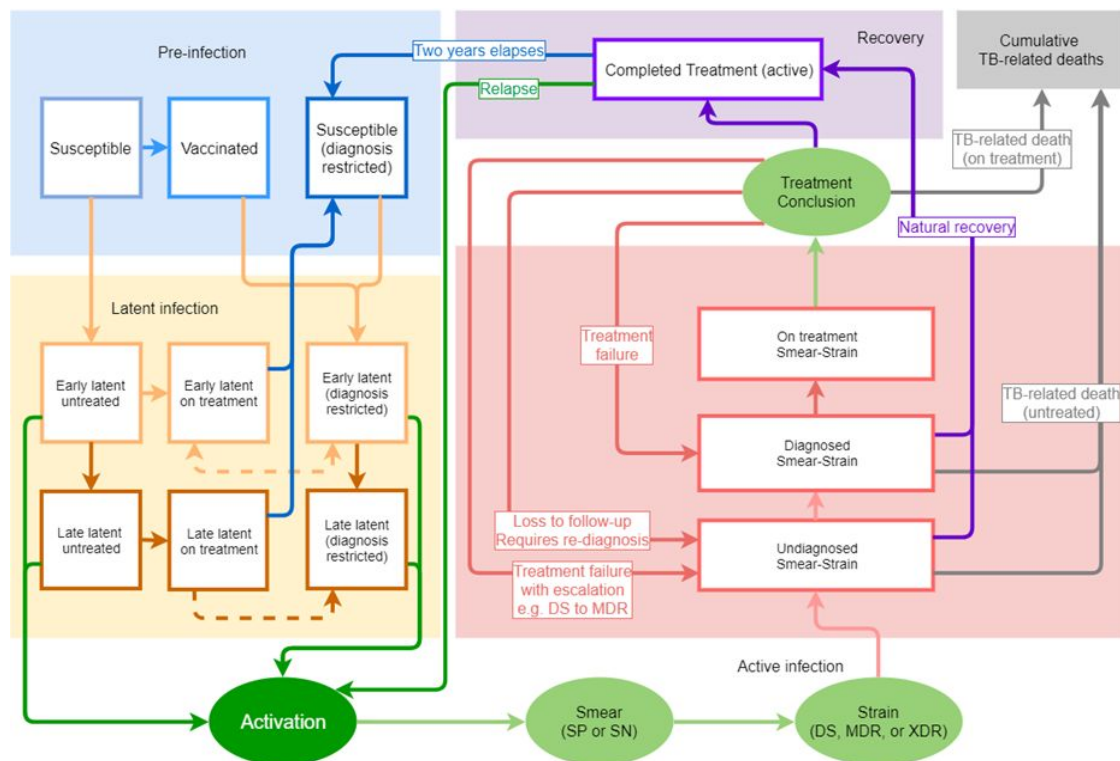 Pre-infection
Susceptible
Vaccinated
Susceptible
(diagnosis
restricted)
Two years elapses
Relapse
Completed Treatment (active)
Recovery
Cumulative
TB-related deaths
TB-related death
(on treatment)
Treatment
Conclusion
Natural recovery
Latent infection
Early latent
untreated
Early latent
on treatment
Early latent
(diagnosis
restricted)
Late latent
untreated
Late latent
on treatment
Late latent
(diagnosis
restricted)
Treatment
failure
On treatment
Smear-Strain
TB-related death
(untreated)
Diagnosed
Smear-Strain
Loss to follow-up
Requires re-diagnosis
Undiagnosed
Smear-Strain
Treatment failure
with escalation
e.g. DS to MDR
Active infection
Activation
Smear
(SP or SN)
Strain
(DS, MDR, or XDR)